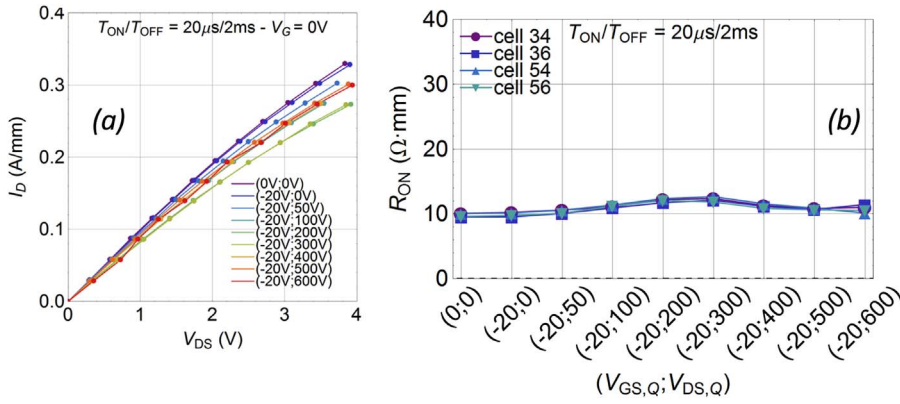 (a)
T_ON/T_OFF = 20μs/2ms - V_G = 0V
0.4
0.3
0.2
0.1
0.0
I_D (A/mm)
(0V;0V)
(-20V;0V)
(-20V;50V)
(-20V;100V)
(-20V;200V)
(-20V;300V)
(-20V;400V)
(-20V;500V)
(-20V;600V)
0 1 2 3 4
V_DS (V)
(b)
T_ON/T_OFF = 20μs/2ms
cell 34
cell 36
cell 54
cell 56
40
30
20
10
0
R_ON (Ω·mm)
(0;0)
(-20;0)
(-20;50)
(-20;100)
(-20;200)
(-20;300)
(-20;400)
(-20;500)
(-20;600)
(V_GS,Q;V_DS,Q)